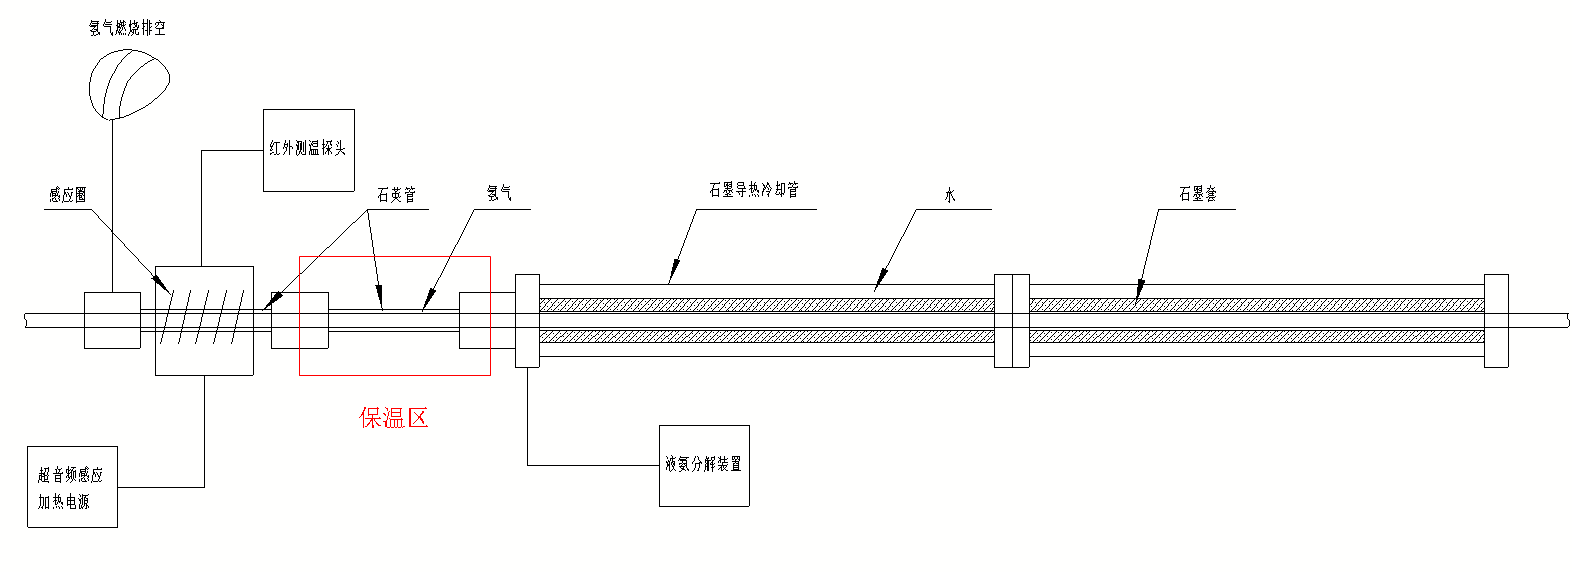 氢气燃烧排空
红外测温探头
感应圈
石英管
氢气
石墨导热冷却管
水
石墨套
保温区
超音频感应
加热电源
液氨分解装置